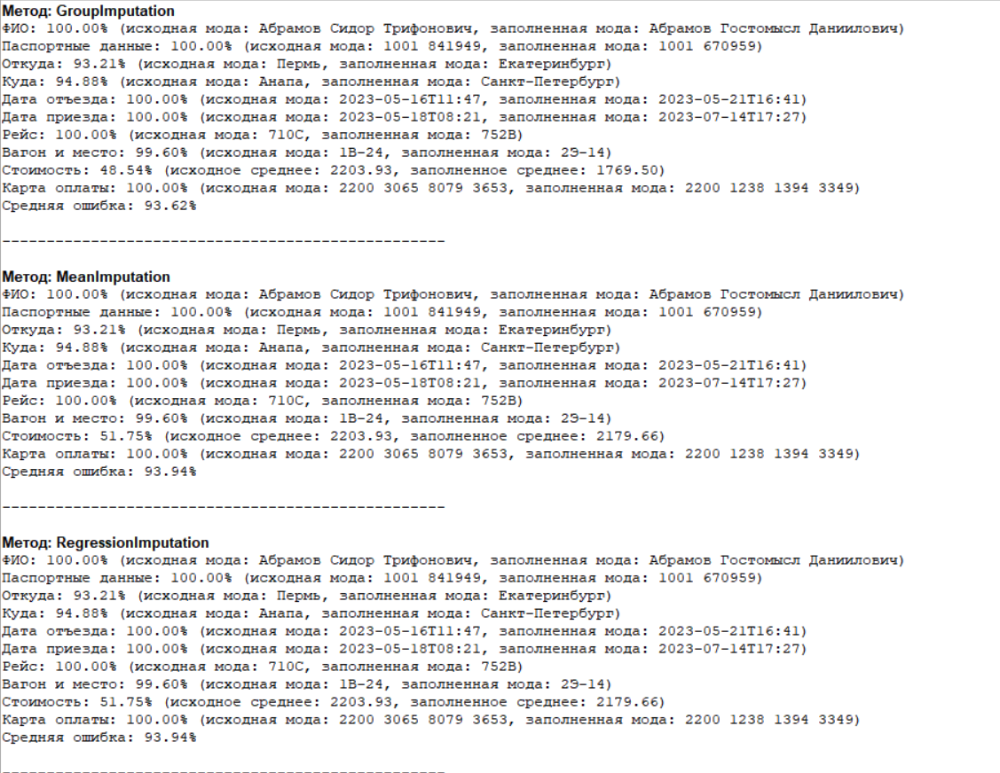 Метод: GroupImputation
ФИО: 100.00% (исходная мода: Абрамов Сидор Трифонович, заполненная мода: Абрамов Гостомысл Даниилович)
Паспортные данные: 100.00% (исходная мода: 1001 841949, заполненная мода: 1001 670959)
Откуда: 93.21% (исходная мода: Пермь, заполненная мода: Екатеринбург)
Куда: 94.88% (исходная мода: Анапа, заполненная мода: Санкт-Петербург)
Дата отъезда: 100.00% (исходная мода: 2023-05-16T11:47, заполненная мода: 2023-05-21T16:41)
Дата приезда: 100.00% (исходная мода: 2023-05-18T08:21, заполненная мода: 2023-07-14T17:27)
Рейс: 100.00% (исходная мода: 710С, заполненная мода: 752В)
Вагон и место: 99.60% (исходная мода: 1В-24, заполненная мода: 2Э-14)
Стоимость: 48.54% (исходное среднее: 2203.93, заполненное среднее: 1769.50)
Карта оплаты: 100.00% (исходная мода: 2200 3065 8079 3653, заполненная мода: 2200 1238 1394 3349)
Средняя ошибка: 93.62%
--------------------------------------------------
Метод: MeanImputation
ФИО: 100.00% (исходная мода: Абрамов Сидор Трифонович, заполненная мода: Абрамов Гостомысл Даниилович)
Паспортные данные: 100.00% (исходная мода: 1001 841949, заполненная мода: 1001 670959)
Откуда: 93.21% (исходная мода: Пермь, заполненная мода: Екатеринбург)
Куда: 94.88% (исходная мода: Анапа, заполненная мода: Санкт-Петербург)
Дата отъезда: 100.00% (исходная мода: 2023-05-16T11:47, заполненная мода: 2023-05-21T16:41)
Дата приезда: 100.00% (исходная мода: 2023-05-18T08:21, заполненная мода: 2023-07-14T17:27)
Рейс: 100.00% (исходная мода: 710С, заполненная мода: 752В)
Вагон и место: 99.60% (исходная мода: 1В-24, заполненная мода: 2Э-14)
Стоимость: 51.75% (исходное среднее: 2203.93, заполненное среднее: 2179.66)
Карта оплаты: 100.00% (исходная мода: 2200 3065 8079 3653, заполненная мода: 2200 1238 1394 3349)
Средняя ошибка: 93.94%
--------------------------------------------------
Метод: RegressionImputation
ФИО: 100.00% (исходная мода: Абрамов Сидор Трифонович, заполненная мода: Абрамов Гостомысл Даниилович)
Паспортные данные: 100.00% (исходная мода: 1001 841949, заполненная мода: 1001 670959)
Откуда: 93.21% (исходная мода: Пермь, заполненная мода: Екатеринбург)
Куда: 94.88% (исходная мода: Анапа, заполненная мода: Санкт-Петербург)
Дата отъезда: 100.00% (исходная мода: 2023-05-16T11:47, заполненная мода: 2023-05-21T16:41)
Дата приезда: 100.00% (исходная мода: 2023-05-18T08:21, заполненная мода: 2023-07-14T17:27)
Рейс: 100.00% (исходная мода: 710С, заполненная мода: 752В)
Вагон и место: 99.60% (исходная мода: 1В-24, заполненная мода: 2Э-14)
Стоимость: 51.75% (исходное среднее: 2203.93, заполненное среднее: 2179.66)
Карта оплаты: 100.00% (исходная мода: 2200 3065 8079 3653, заполненная мода: 2200 1238 1394 3349)
Средняя ошибка: 93.94%
--------------------------------------------------